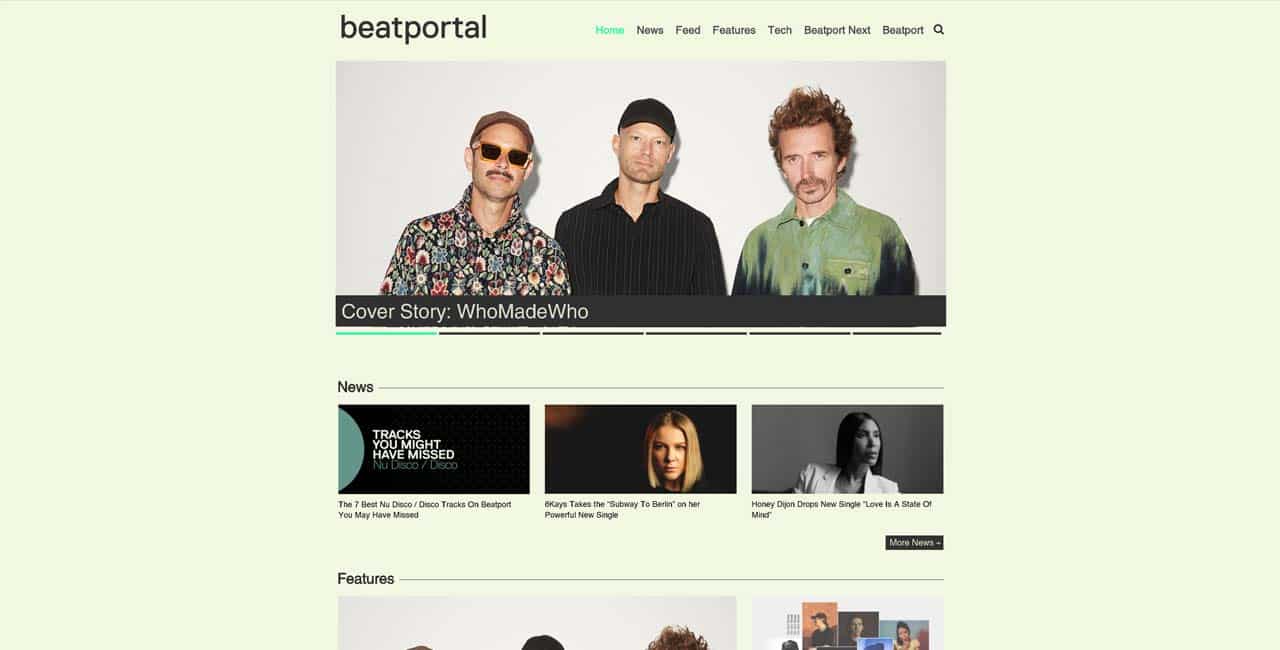 beatportal
Home News Feed Features Tech Beatport Next Beatport
Cover Story: WhoMadeWho
News
TRACKS
YOU MIGHT
HAVE MISSED
Nu Disco / Disco
The 7 Best Nu Disco / Disco Tracks On Beatport
You May Have Missed
6Kays Takes the "Subway To Berlin" on her
Powerful New Single
Honey Dijon Drops New Single "Love Is A State Of
Mind"
More News –
Features